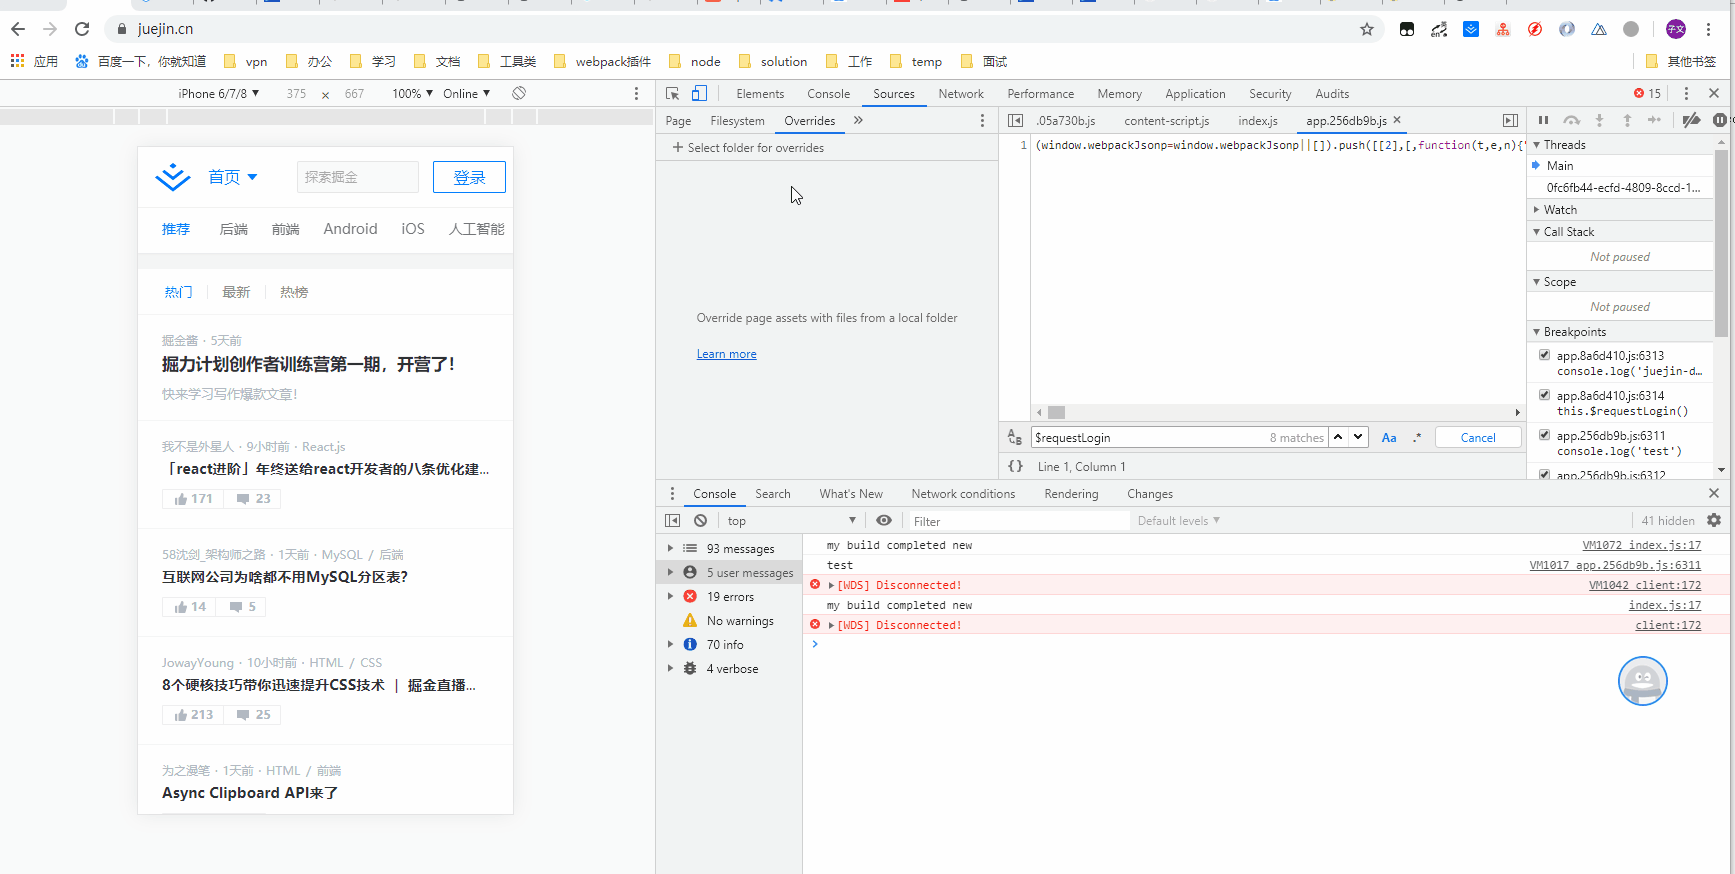 juejin.cn
子文
应用
百度一下，你就知道
vpn
办公
学习
文档
工具类
webpack插件
node
solution
工作
temp
面试
其他书签
iPhone 6/7/8 ▼ 375 × 667 100% ▼ Online ▼
Elements Console Sources Network Performance Memory Application Security Audits 15
Page Filesystem Overrides »
+ Select folder for overrides
Override page assets with files from a local folder
Learn more
.05a730b.js content-script.js index.js app.256db9b.js ×
1 (window.webpackJsonp=window.webpackJsonp||[]).push([[2],[,function(t,e,n){
$requestLogin 8 matches Aa .* Cancel
{} Line 1, Column 1
Threads
Main
0fc6fb44-ecfd-4809-8ccd-1...
Watch
Call Stack
Not paused
Scope
Not paused
Breakpoints
app.8a6d410.js:6313
console.log('juejin-d...
app.8a6d410.js:6314
this.$requestLogin()
app.256db9b.js:6311
console.log('test')
app.256db9b.js:6312
首页
探索掘金
登录
推荐 后端 前端 Android iOS 人工智能
热门 最新 热榜
掘金酱 · 5天前
掘力计划创作者训练营第一期，开营了！
快来学习写作爆款文章！
我不是外星人 · 9小时前 · React.js
「react进阶」年终送给react开发者的八条优化建...
171 23
58沈剑_架构师之路 · 1天前 · MySQL / 后端
互联网公司为啥都不用MySQL分区表？
14 5
JowayYoung · 10小时前 · HTML / CSS
8个硬核技巧带你迅速提升CSS技术 ｜ 掘金直播...
213 25
为之漫笔 · 1天前 · HTML / 前端
Async Clipboard API来了
Console Search What's New Network conditions Rendering Changes
top Filter Default levels ▼ 41 hidden
93 messages
5 user messages
19 errors
No warnings
70 info
4 verbose
my build completed new VM1072 index.js:17
test VM1017 app.256db9b.js:6311
[WDS] Disconnected! VM1042 client:172
my build completed new index.js:17
[WDS] Disconnected! client:172